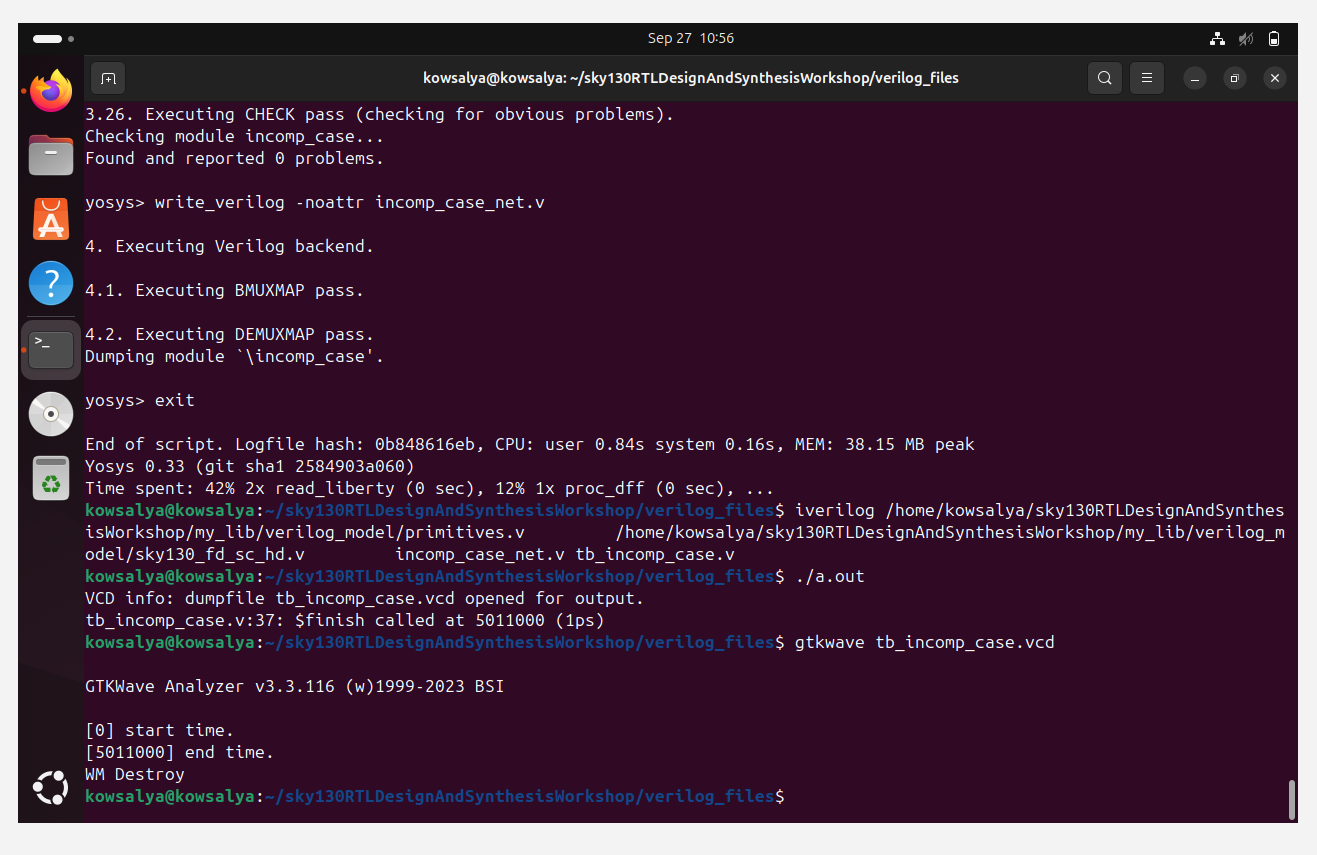 Sep 27 10:56
kowsalya@kowsalya: ~/sky130RTLDesignAndSynthesisWorkshop/verilog_files
3.26. Executing CHECK pass (checking for obvious problems).
Checking module incomp_case...
Found and reported 0 problems.
yosys> write_verilog -noattr incomp_case_net.v
4. Executing Verilog backend.
4.1. Executing BMUXMAP pass.
4.2. Executing DEMUXMAP pass.
Dumping module `\incomp_case'.
yosys> exit
End of script. Logfile hash: 0b848616eb, CPU: user 0.84s system 0.16s, MEM: 38.15 MB peak
Yosys 0.33 (git sha1 2584903a060)
Time spent: 42% 2x read_liberty (0 sec), 12% 1x proc_dff (0 sec), ...
kowsalya@kowsalya:~/sky130RTLDesignAndSynthesisWorkshop/verilog_files$ iverilog /home/kowsalya/sky130RTLDesignAndSynthes
isWorkshop/my_lib/verilog_model/primitives.v         /home/kowsalya/sky130RTLDesignAndSynthesisWorkshop/my_lib/verilog_m
odel/sky130_fd_sc_hd.v         incomp_case_net.v tb_incomp_case.v
kowsalya@kowsalya:~/sky130RTLDesignAndSynthesisWorkshop/verilog_files$ ./a.out
VCD info: dumpfile tb_incomp_case.vcd opened for output.
tb_incomp_case.v:37: $finish called at 5011000 (1ps)
kowsalya@kowsalya:~/sky130RTLDesignAndSynthesisWorkshop/verilog_files$ gtkwave tb_incomp_case.vcd
GTKWave Analyzer v3.3.116 (w)1999-2023 BSI
[0] start time.
[5011000] end time.
WM Destroy
kowsalya@kowsalya:~/sky130RTLDesignAndSynthesisWorkshop/verilog_files$